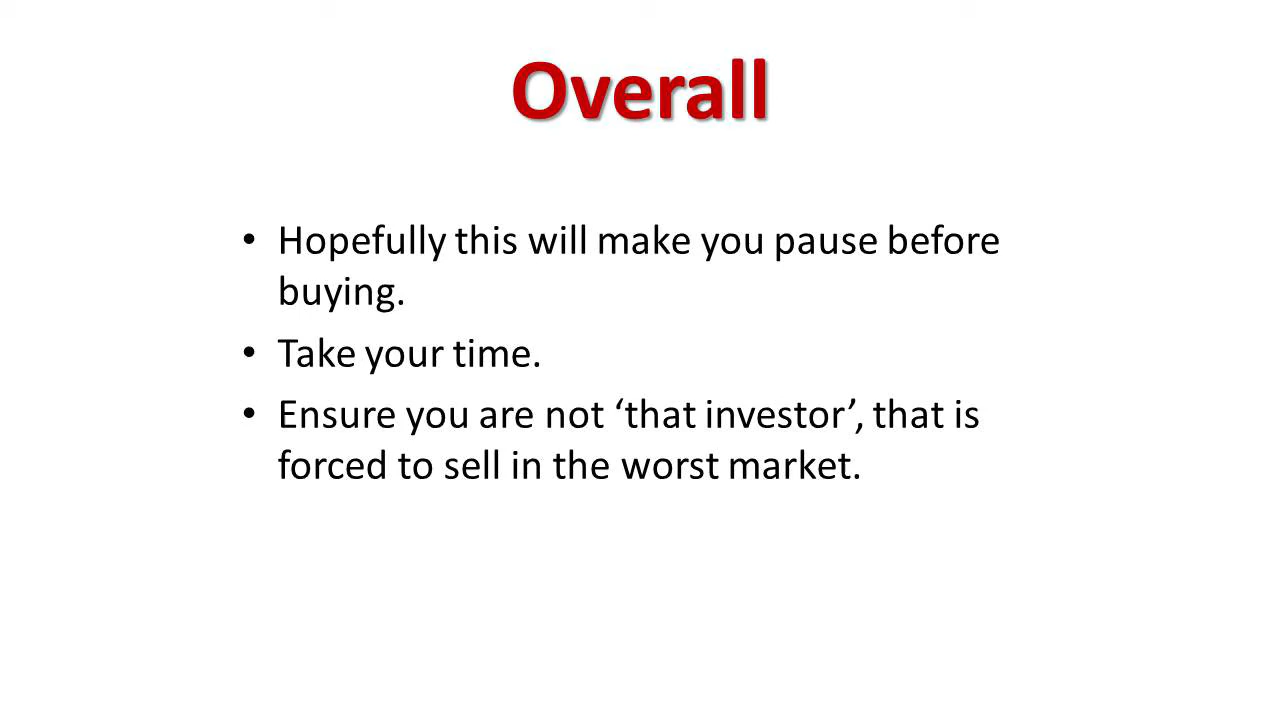 Overall
• Hopefully this will make you pause before
buying.
• Take your time.
• Ensure you are not ‘that investor’, that is
forced to sell in the worst market.